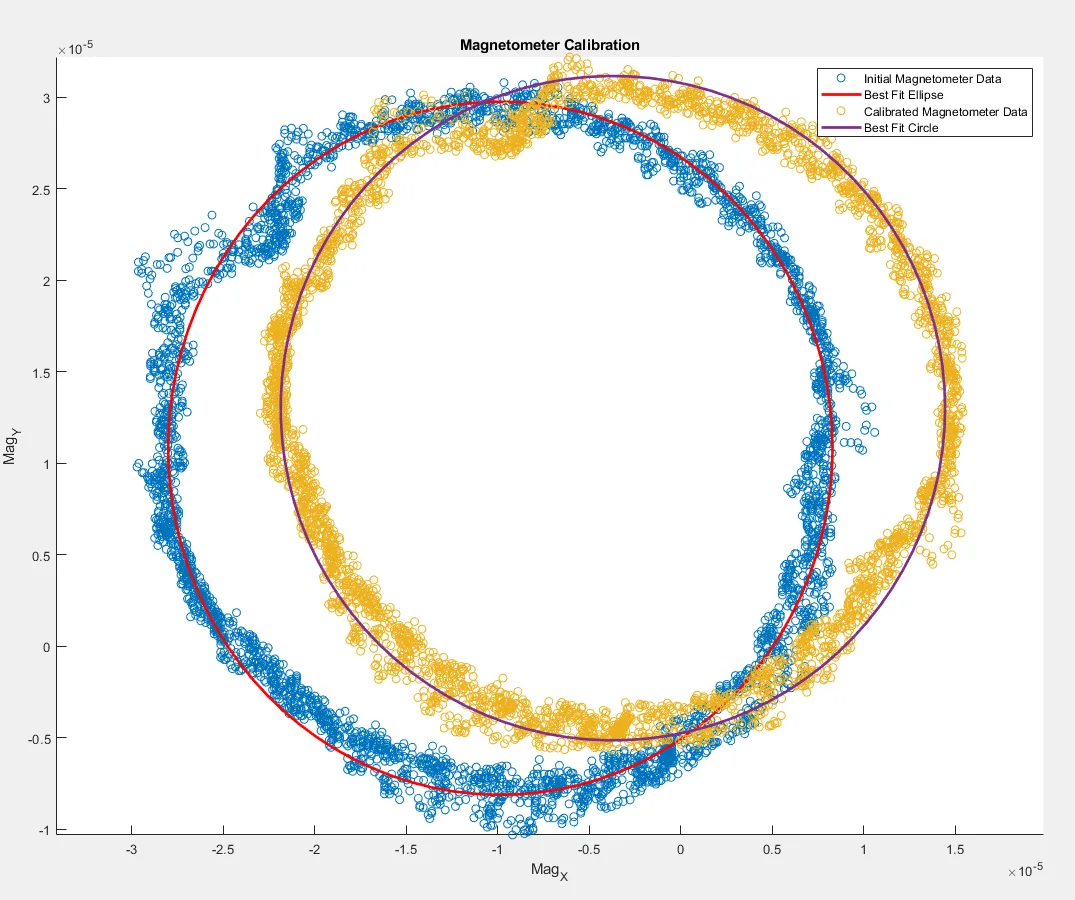 Magnetometer Calibration
×10-5
Initial Magnetometer Data
Best Fit Ellipse
Calibrated Magnetometer Data
Best Fit Circle
3
2.5
2
1.5
1
0.5
0
-0.5
-1
MagY
-3 -2.5 -2 -1.5 -1 -0.5 0 0.5 1 1.5
MagX
×10-5